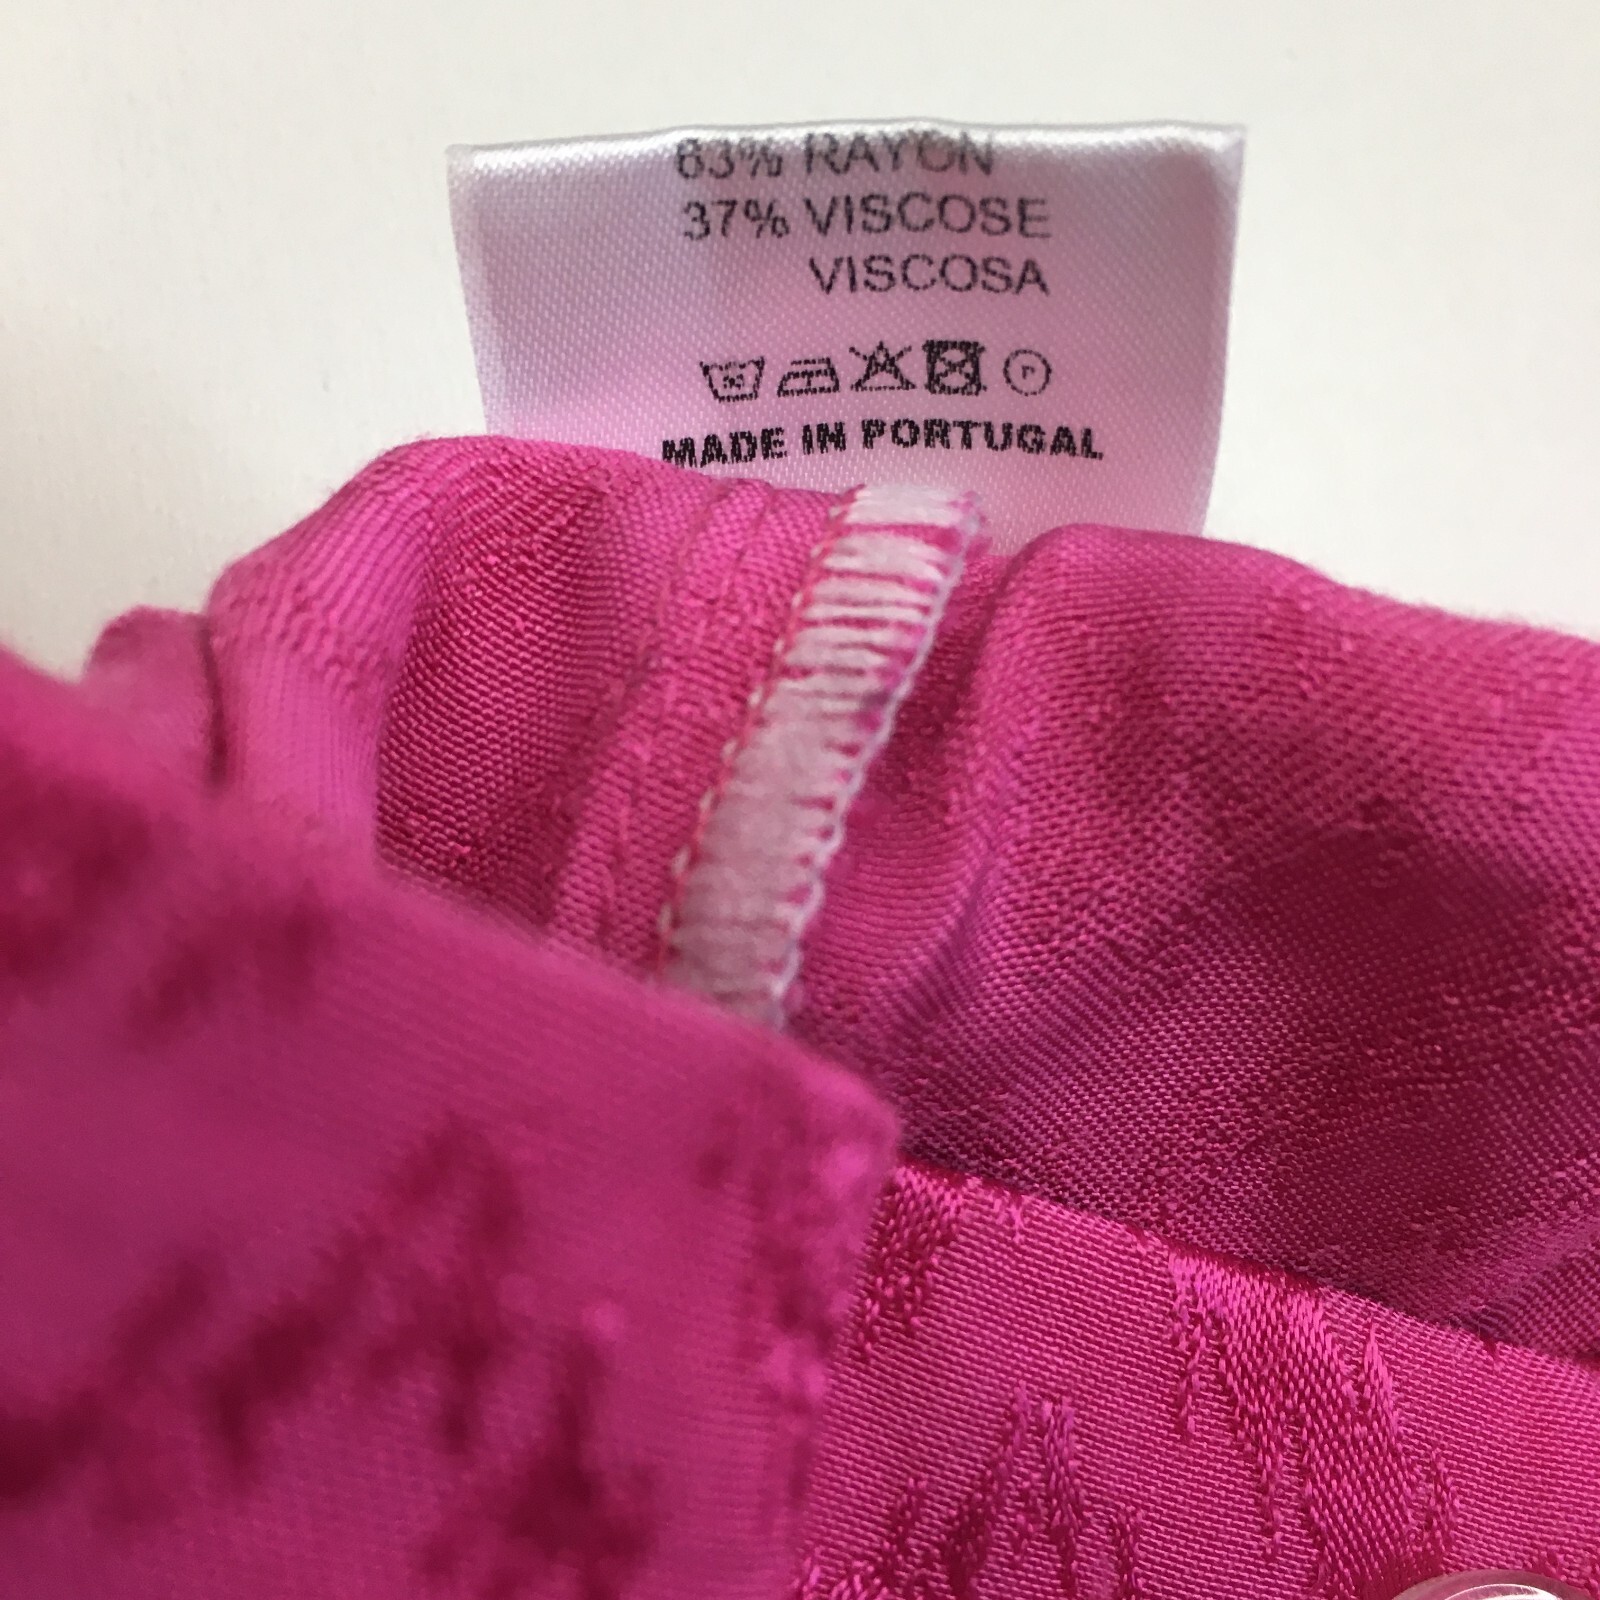 63% RAYON
37% VISCOSE
VISCOSA
MADE IN PORTUGAL